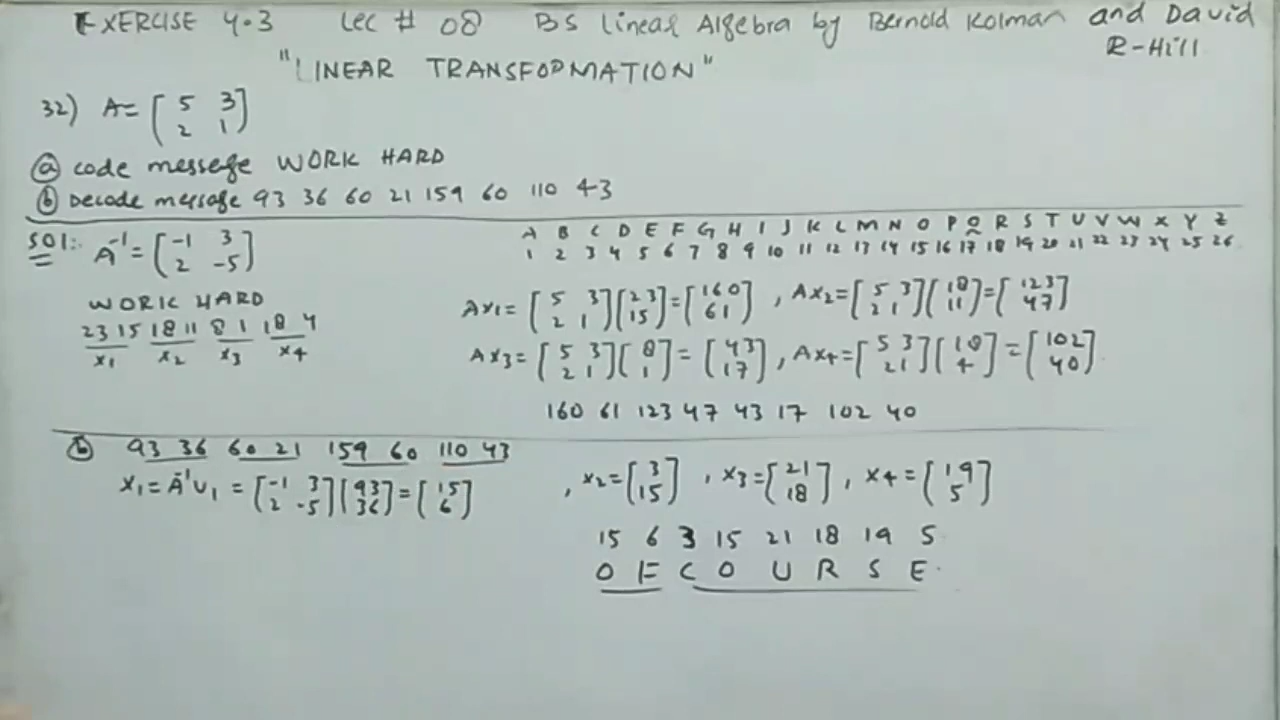 EXERCISE 4.3 Lec # 08 BS Linear Algebra by Bernold Kolman and David R-Hill
"LINEAR TRANSFORMATION"
32) A = [5 3; 2 1]
(a) code message WORK HARD
(b) Decode message 93 36 60 21 159 60 110 43
Sol:. A⁻¹ = [-1 3; 2 -5]
A B C D E F G H I J K L M N O P Q R S T U V W X Y Z
1 2 3 4 5 6 7 8 9 10 11 12 13 14 15 16 17 18 19 20 21 22 23 24 25 26
WORK HARD
23 15 18 11 8 1 18 4
x1 x2 x3 x4
Ax1 = [5 3; 2 1][23; 15] = [160; 61], Ax2 = [5 3; 2 1][18; 11] = [123; 47]
Ax3 = [5 3; 2 1][8; 1] = [43; 17], Ax4 = [5 3; 2 1][18; 4] = [102; 40]
160 61 123 47 43 17 102 40
(b) 93 36 60 21 159 60 110 43
x1 = A⁻¹u1 = [-1 3; 2 -5][93; 36] = [15; 6], x2 = [3; 15], x3 = [21; 18], x4 = [19; 5]
15 6 3 15 21 18 19 5
O F C O U R S E.